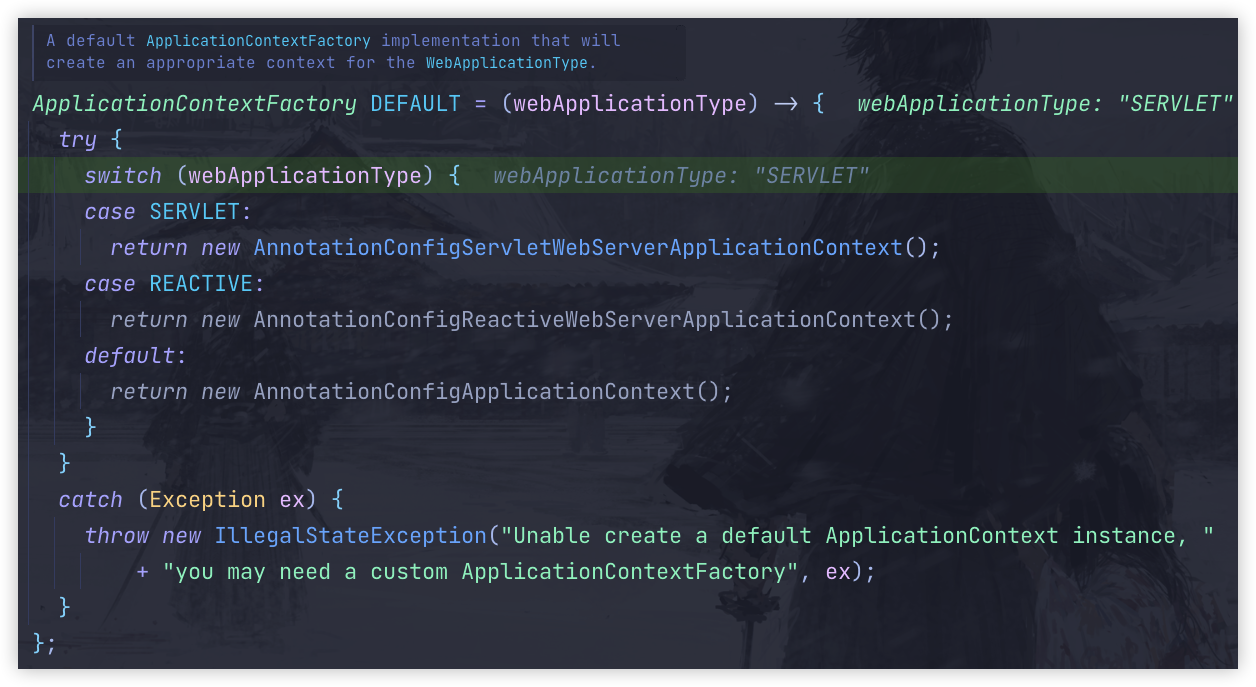 A default ApplicationContextFactory implementation that will
create an appropriate context for the WebApplicationType.
ApplicationContextFactory DEFAULT = (webApplicationType) -> {   webApplicationType: "SERVLET"
  try {
    switch (webApplicationType) {   webApplicationType: "SERVLET"
    case SERVLET:
      return new AnnotationConfigServletWebServerApplicationContext();
    case REACTIVE:
      return new AnnotationConfigReactiveWebServerApplicationContext();
    default:
      return new AnnotationConfigApplicationContext();
    }
  }
  catch (Exception ex) {
    throw new IllegalStateException("Unable create a default ApplicationContext instance, "
        + "you may need a custom ApplicationContextFactory", ex);
  }
};